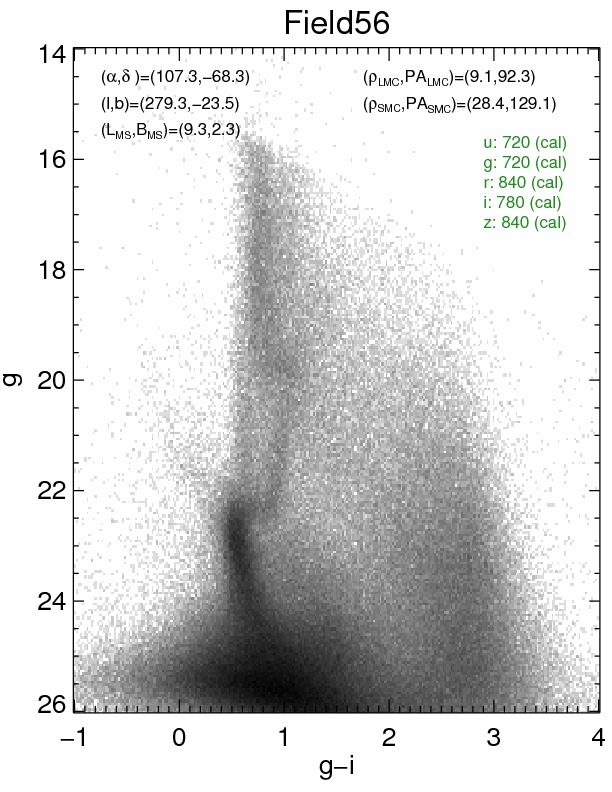 Field56
(α,δ )=(107.3,−68.3)
(ρLMC,PALMC)=(9.1,92.3)
(l,b)=(279.3,−23.5)
(ρSMC,PASMC)=(28.4,129.1)
(LMS,BMS)=(9.3,2.3)
u: 720 (cal)
g: 720 (cal)
r: 840 (cal)
i: 780 (cal)
z: 840 (cal)
14
16
18
20
22
24
26
g
−1 0 1 2 3 4
g−i